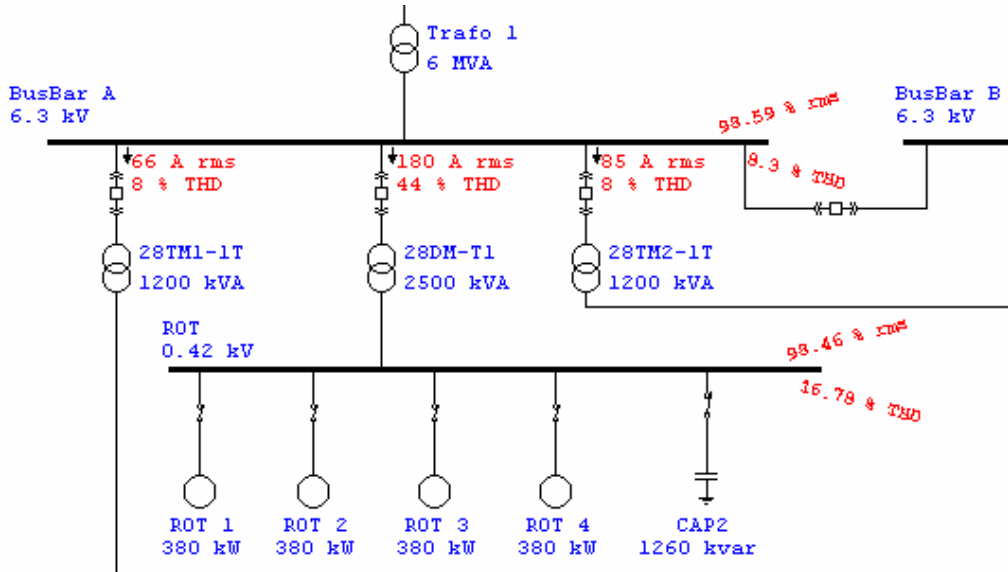 Trafo 1
6 MVA
BusBar A
6.3 kV
98.59 % rms
BusBar B
6.3 kV
66 A rms
8 % THD
180 A rms
44 % THD
85 A rms
8 % THD
8.3 % THD
28TM1-1T
1200 kVA
28DM-T1
2500 kVA
28TM2-1T
1200 kVA
ROT
0.42 kV
98.46 % rms
16.78 % THD
ROT 1
380 kW
ROT 2
380 kW
ROT 3
380 kW
ROT 4
380 kW
CAP2
1260 kvar